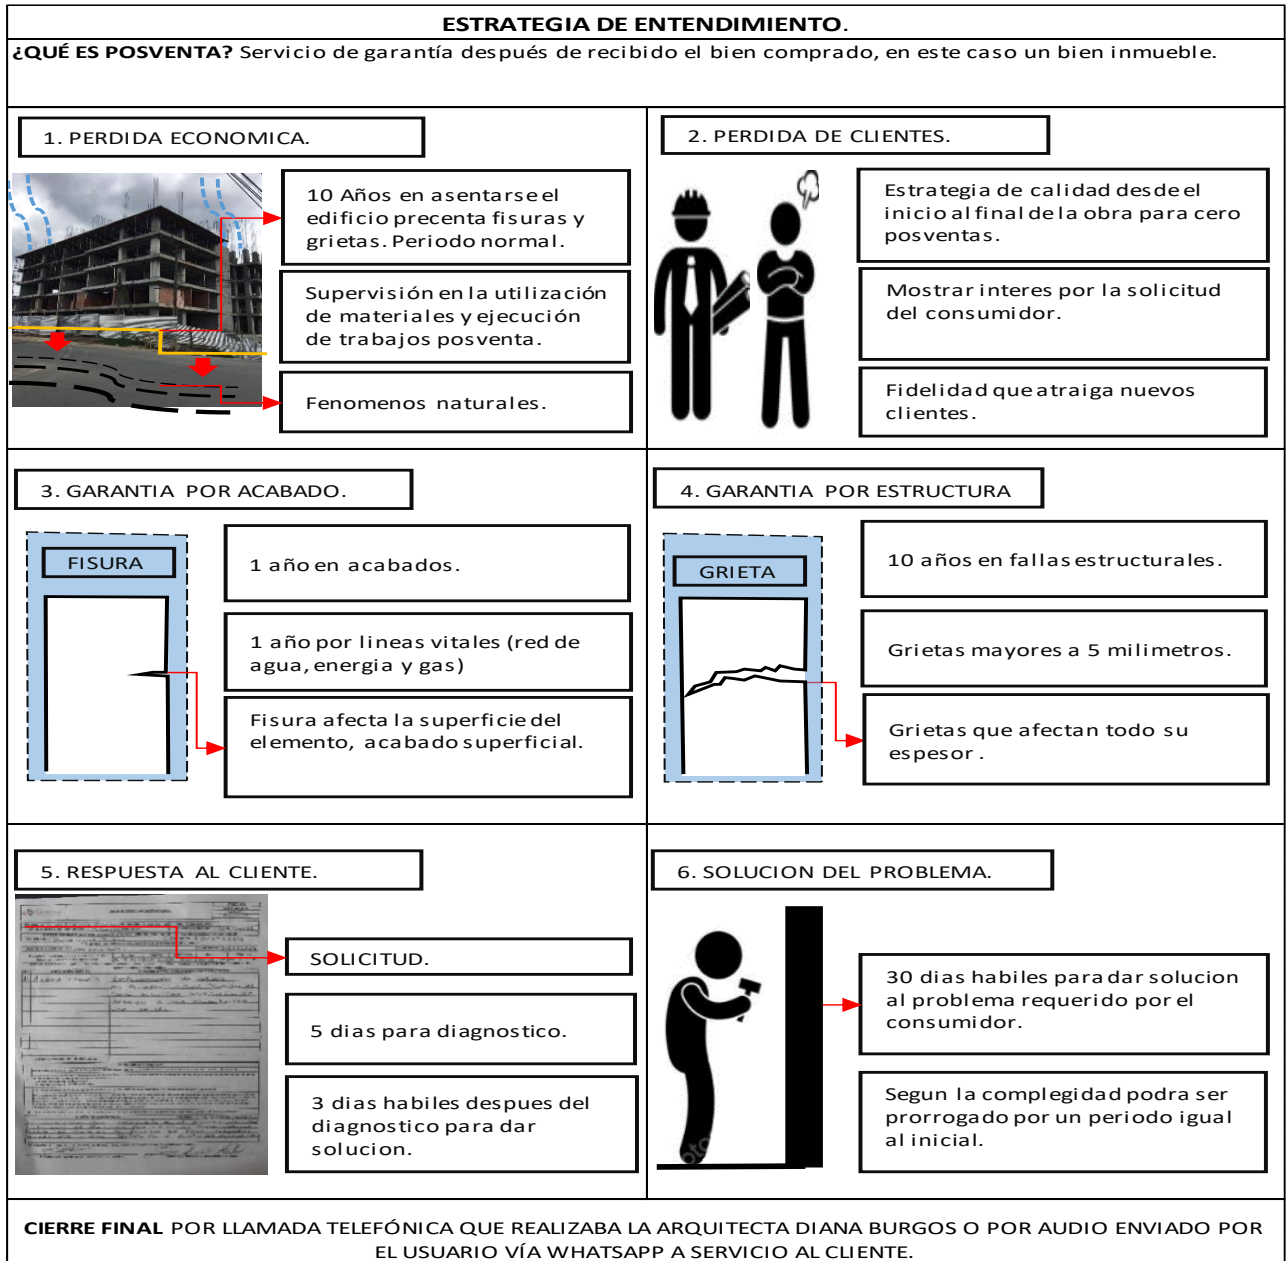 ESTRATEGIA DE ENTENDIMIENTO.
¿QUÉ ES POSVENTA? Servicio de garantía después de recibido el bien comprado, en este caso un bien inmueble.
1. PERDIDA ECONOMICA.
10 Años en asentarse el
edificio precenta fisuras y
grietas. Periodo normal.
Supervisión en la utilización
de materiales y ejecución
de trabajos posventa.
Fenomenos naturales.
2. PERDIDA DE CLIENTES.
Estrategia de calidad desde el
inicio al final de la obra para cero
posventas.
Mostrar interes por la solicitud
del consumidor.
Fidelidad que atraiga nuevos
clientes.
3. GARANTIA POR ACABADO.
FISURA
1 año en acabados.
1 año por lineas vitales (red de
agua, energia y gas)
Fisura afecta la superficie del
elemento, acabado superficial.
4. GARANTIA POR ESTRUCTURA
GRIETA
10 años en fallas estructurales.
Grietas mayores a 5 milimetros.
Grietas que afectan todo su
espesor.
5. RESPUESTA AL CLIENTE.
SOLICITUD.
5 dias para diagnostico.
3 dias habiles despues del
diagnostico para dar
solucion.
6. SOLUCION DEL PROBLEMA.
30 dias habiles para dar solucion
al problema requerido por el
consumidor.
Segun la complegidad podra ser
prorrogado por un periodo igual
al inicial.
CIERRE FINAL POR LLAMADA TELEFÓNICA QUE REALIZABA LA ARQUITECTA DIANA BURGOS O POR AUDIO ENVIADO POR
EL USUARIO VÍA WHATSAPP A SERVICIO AL CLIENTE.